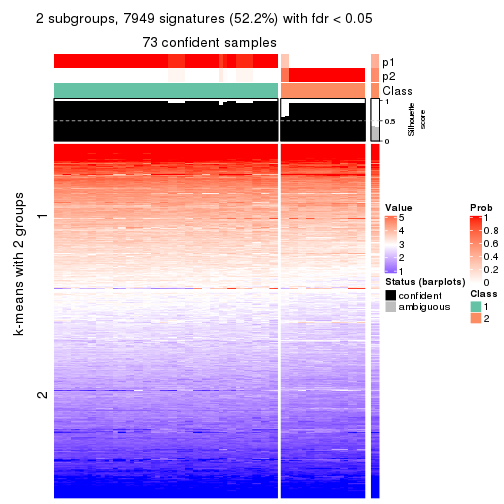 2 subgroups, 7949 signatures (52.2%) with fdr < 0.05
73 confident samples
p1
p2
Class
1
0.5
0
Silhouette
score
k-means with 2 groups
1
2
Value
5
4
3
2
1
Status (barplots)
confident
ambiguous
Prob
1
0.8
0.6
0.4
0.2
0
Class
1
2